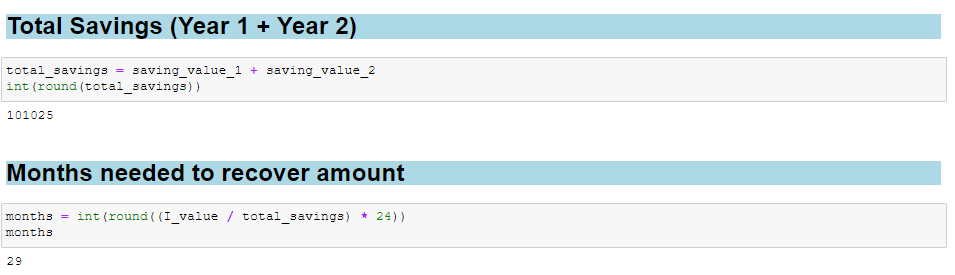 Total Savings (Year 1 + Year 2)
total_savings = saving_value_1 + saving_value_2
int(round(total_savings))
101025
Months needed to recover amount
months = int(round((I_value / total_savings) * 24))
months
29